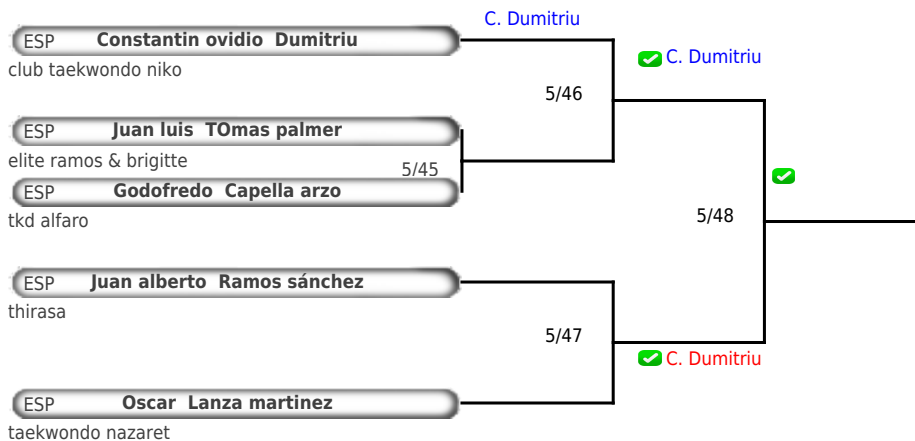 C. Dumitriu
ESP Constantin ovidio Dumitriu
club taekwondo niko
C. Dumitriu
5/46
ESP Juan luis TOmas palmer
elite ramos & brigitte
5/45
ESP Godofredo Capella arzo
tkd alfaro
5/48
ESP Juan alberto Ramos sánchez
thirasa
5/47
C. Dumitriu
ESP Oscar Lanza martinez
taekwondo nazaret